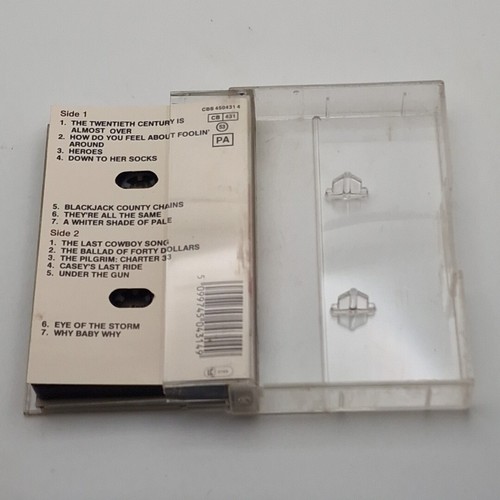 CBS 450431 4
CB 431
PA
Side 1
1. THE TWENTIETH CENTURY IS
ALMOST OVER
2. HOW DO YOU FEEL ABOUT FOOLIN'
AROUND
3. HEROES
4. DOWN TO HER SOCKS
5. BLACKJACK COUNTY CHAINS
6. THEY'RE ALL THE SAME
7. A WHITER SHADE OF PALE
Side 2
1. THE LAST COWBOY SONG
2. THE BALLAD OF FORTY DOLLARS
3. THE PILGRIM: CHARTER 33
4. CASEY'S LAST RIDE
5. UNDER THE GUN
6. EYE OF THE STORM
7. WHY BABY WHY
5 099745 043149